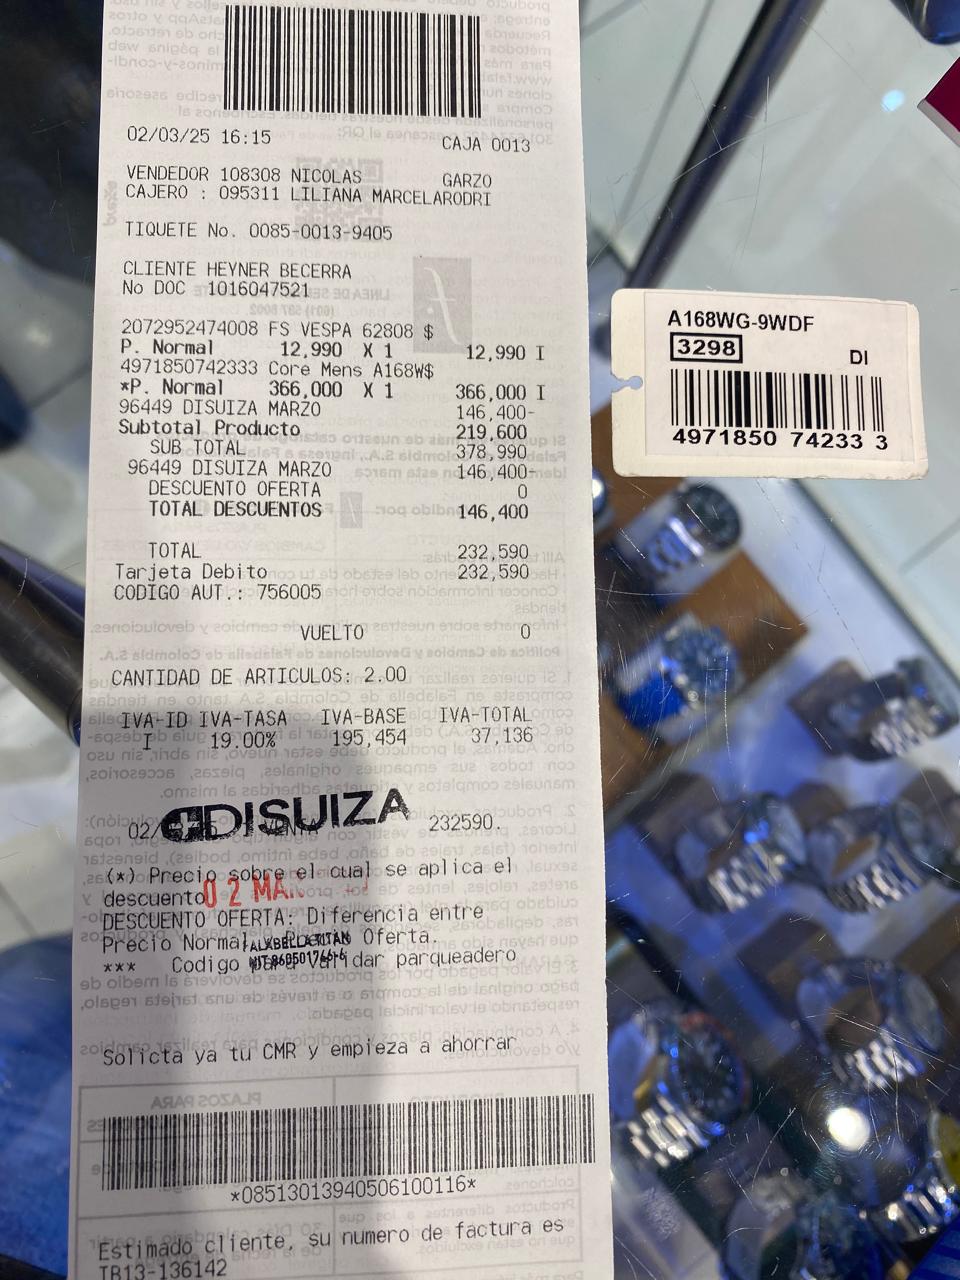 02/03/25 16:15 CAJA 0013
VENDEDOR 108308 NICOLAS GARZO
CAJERO : 095311 LILIANA MARCELARODRI
TIQUETE No. 0085-0013-9405
CLIENTE HEYNER BECERRA
No DOC 1016047521
2072952474008 FS VESPA 62808 $
P. Normal 12,990 X 1 12,990 I
4971850742333 Core Mens A168W$
*P. Normal 366,000 X 1 366,000 I
96449 DISUIZA MARZO 146,400-
Subtotal Producto 219,600
SUB TOTAL 378,990
96449 DISUIZA MARZO 146,400-
DESCUENTO OFERTA 0
TOTAL DESCUENTOS 146,400
TOTAL 232,590
Tarjeta Debito 232,590
CODIGO AUT.: 756005
VUELTO 0
CANTIDAD DE ARTICULOS: 2.00
IVA-ID IVA-TASA IVA-BASE IVA-TOTAL
I 19.00% 195,454 37,136
DISUIZA
02/ 232590.
(*) Precio sobre el cual se aplica el
descuento
02 MAR
DESCUENTO OFERTA: Diferencia entre
Precio Normal Oferta.
*** Codigo para validar parqueadero
Solicta ya tu CMR y empieza a ahorrar
*08513013940506100116*
Estimado cliente, su numero de factura es
TB13-136142
A168WG-9WDF
3298 DI
4971850 74233 3